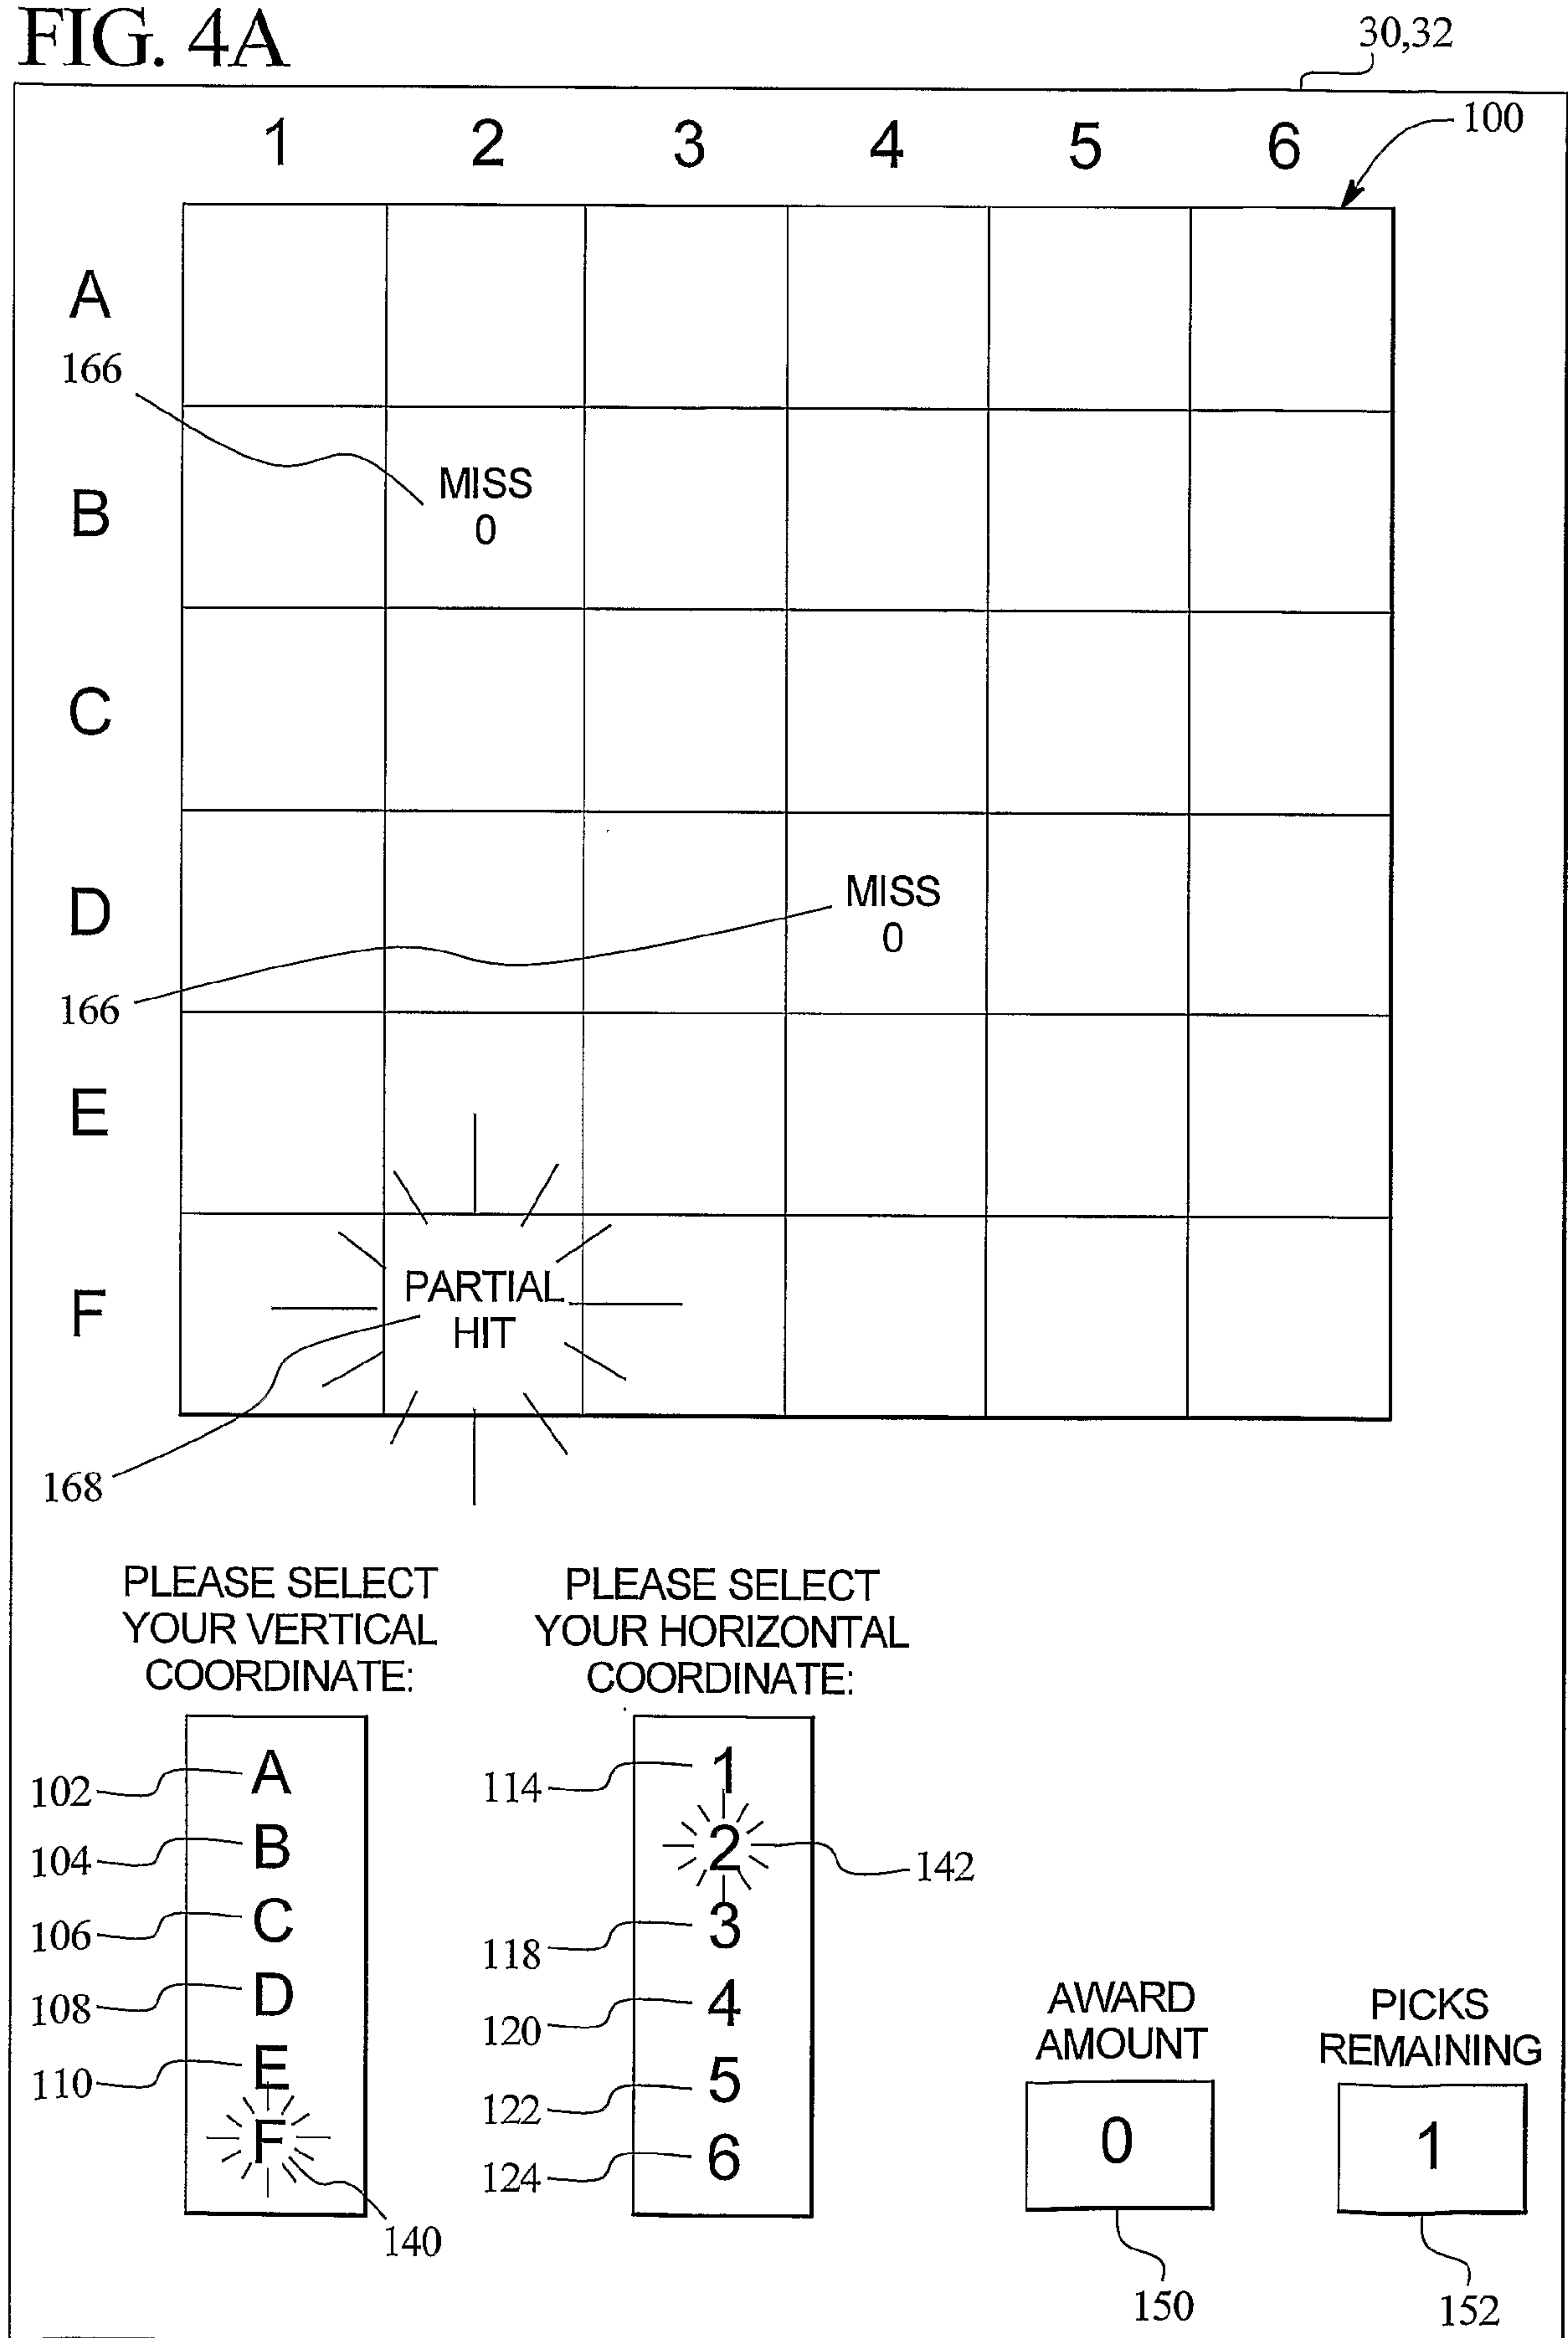 FIG. 4A
30,32
100
1 2 3 4 5 6
A
166
B
MISS
0
C
D
MISS
0
166
E
F
PARTIAL
HIT
168
PLEASE SELECT
YOUR VERTICAL
COORDINATE:
102 A
104 B
106 C
108 D
110 E
F
140
PLEASE SELECT
YOUR HORIZONTAL
COORDINATE:
114 1
2 142
118 3
120 4
122 5
124 6
AWARD
AMOUNT
0
150
PICKS
REMAINING
1
152